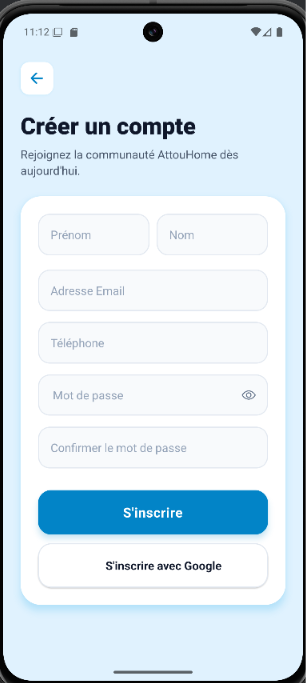 11:12
Créer un compte
Rejoignez la communauté AttouHome dès
aujourd'hui.
Prénom
Nom
Adresse Email
Téléphone
Mot de passe
Confirmer le mot de passe
S'inscrire
S'inscrire avec Google